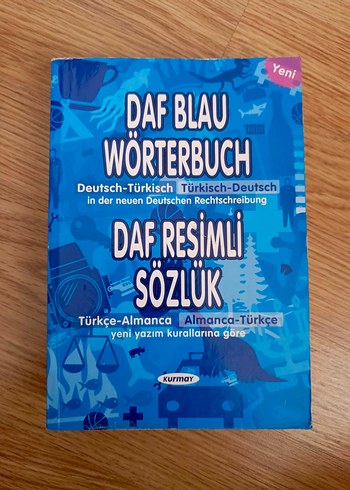 Yeni
DAF BLAU
WÖRTERBUCH
Deutsch-Türkisch Türkisch-Deutsch
in der neuen Deutschen Rechtschreibung
DAF RESİMLİ
SÖZLÜK
Türkçe-Almanca Almanca-Türkçe
yeni yazım kurallarına göre
KURMAY